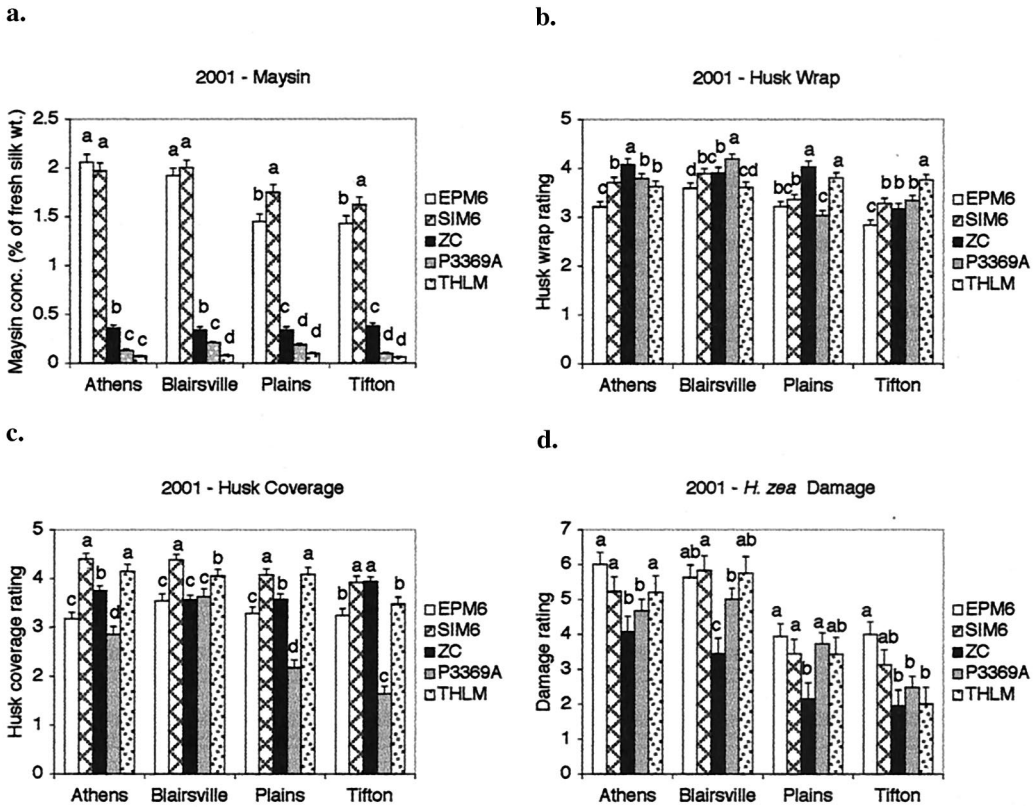 a.
2001 - Maysin
Maysin conc. (% of fresh silk wt.)
2.5
2
1.5
1
0.5
0
a a b c c
a a b c d
b a c d d
b a c d d
Athens Blairsville Plains Tifton
EPM6
SIM6
ZC
P3369A
THLM
b.
2001 - Husk Wrap
Husk wrap rating
5
4
3
2
1
0
c b a b b
d bc b a cd
bc b a c a
c b b b a
Athens Blairsville Plains Tifton
EPM6
SIM6
ZC
P3369A
THLM
c.
2001 - Husk Coverage
Husk coverage rating
5
4
3
2
1
0
c a b d a
c a c c b
c a b d a
b a a c b
Athens Blairsville Plains Tifton
EPM6
SIM6
ZC
P3369A
THLM
d.
2001 - H. zea Damage
Damage rating
7
6
5
4
3
2
1
0
a a b b a
ab a c b ab
a a b a ab
a ab b b b
Athens Blairsville Plains Tifton
EPM6
SIM6
ZC
P3369A
THLM